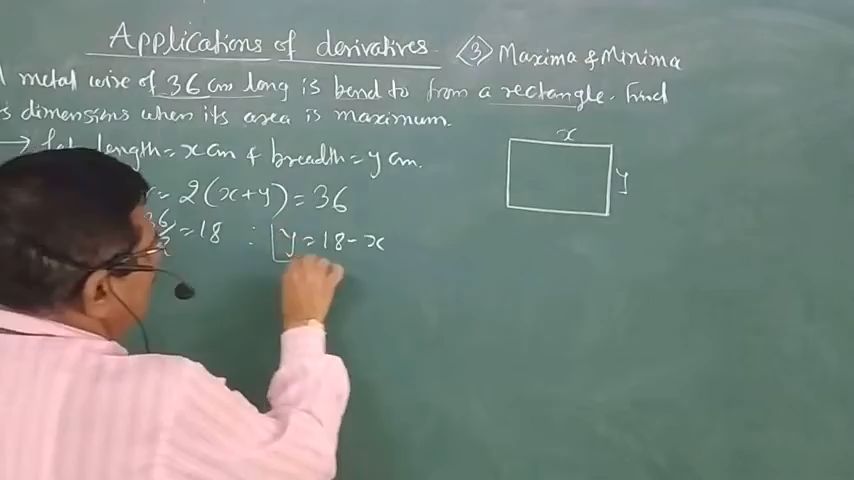 Applications of derivatives ③ Maxima & Minima
metal wire of 36 cm long is bend to from a rectangle. Find
dimensions when its area is maximum.
→ length = x cm & breadth = y cm.
x
y
= 2(x+y) = 36
= 18 ∴ y = 18 - x